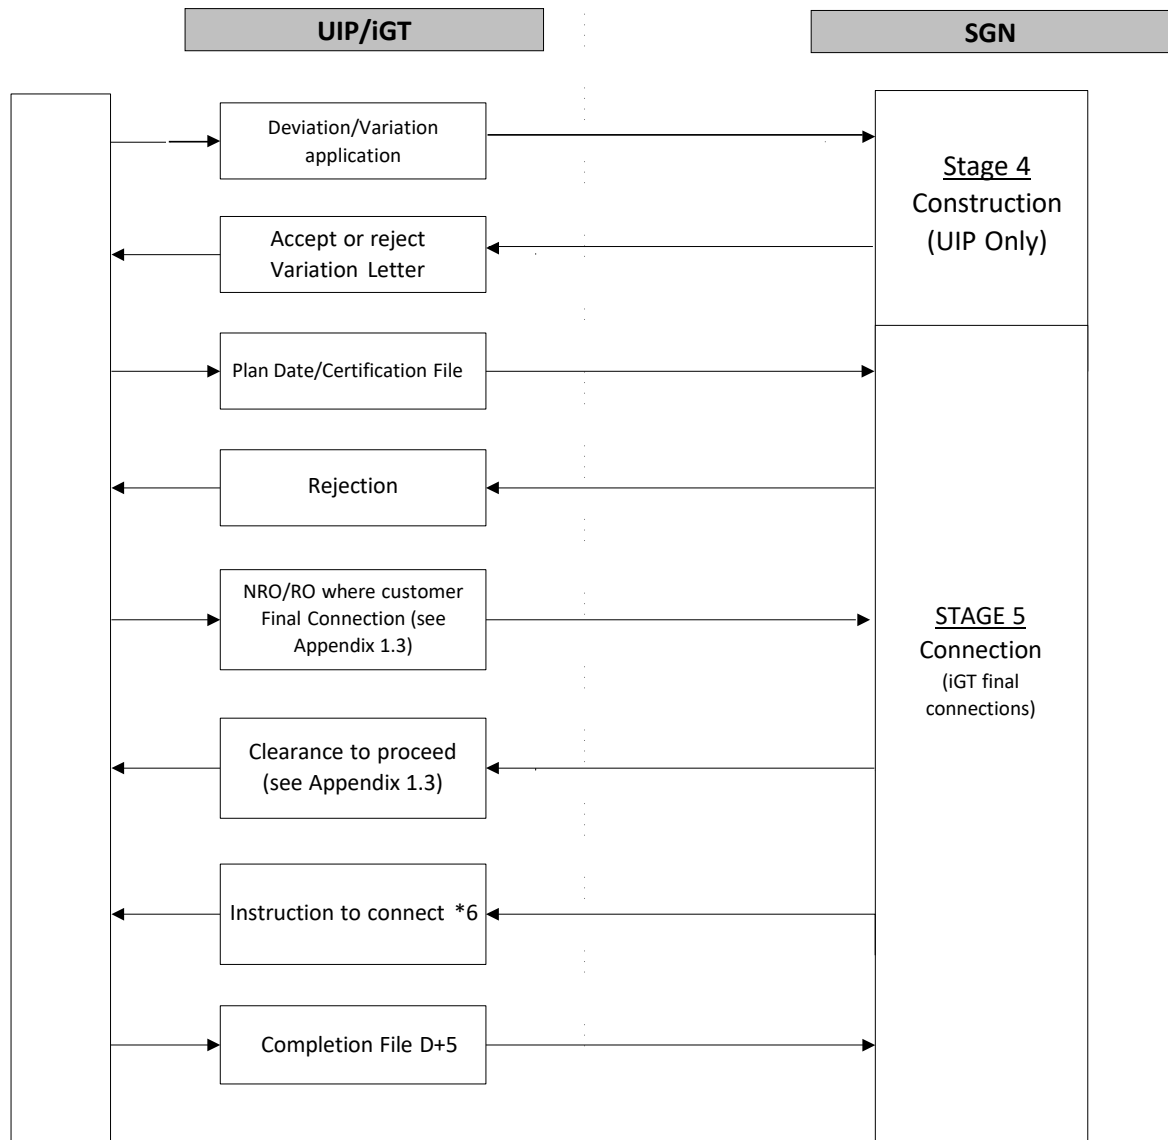 UIP/iGT
SGN
Deviation/Variation
application
Stage 4
Construction
(UIP Only)
Accept or reject
Variation Letter
Plan Date/Certification File
Rejection
NRO/RO where customer
Final Connection (see
Appendix 1.3)
STAGE 5
Connection
(iGT final
connections)
Clearance to proceed
(see Appendix 1.3)
Instruction to connect *6
Completion File D+5